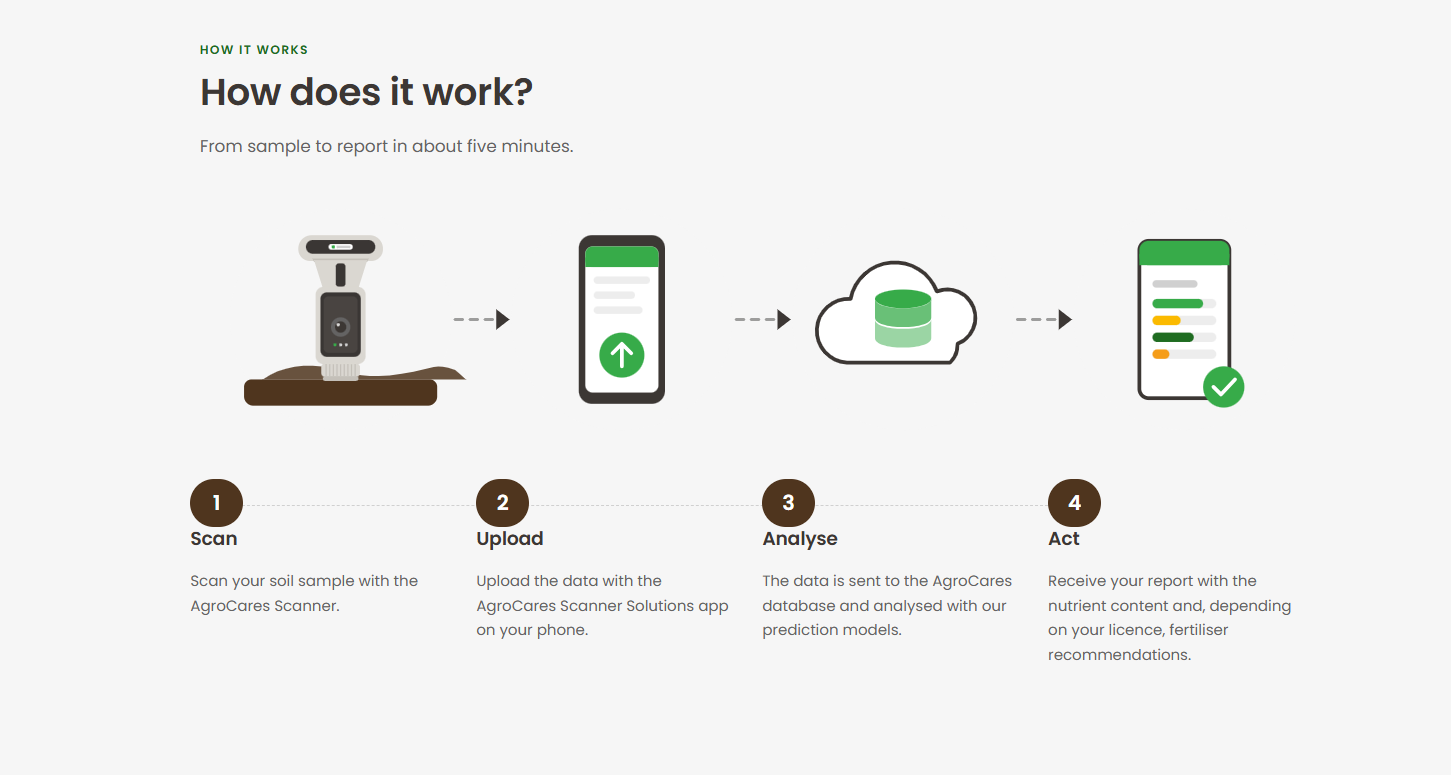 HOW IT WORKS
How does it work?
From sample to report in about five minutes.
1
Scan
Scan your soil sample with the
AgroCares Scanner.
2
Upload
Upload the data with the
AgroCares Scanner Solutions app
on your phone.
3
Analyse
The data is sent to the AgroCares
database and analysed with our
prediction models.
4
Act
Receive your report with the
nutrient content and, depending
on your licence, fertiliser
recommendations.